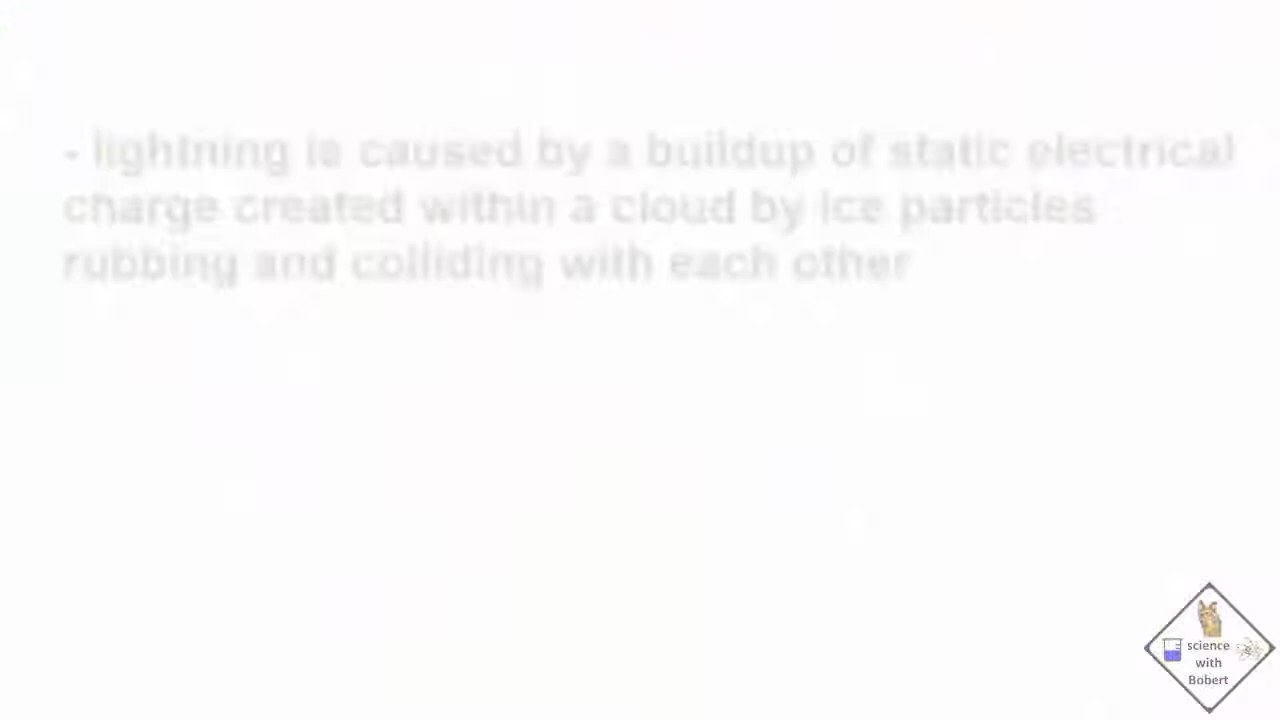 - lightning is caused by a buildup of static electrical
charge created within a cloud by ice particles
rubbing and colliding with each other
science
with
Bobert